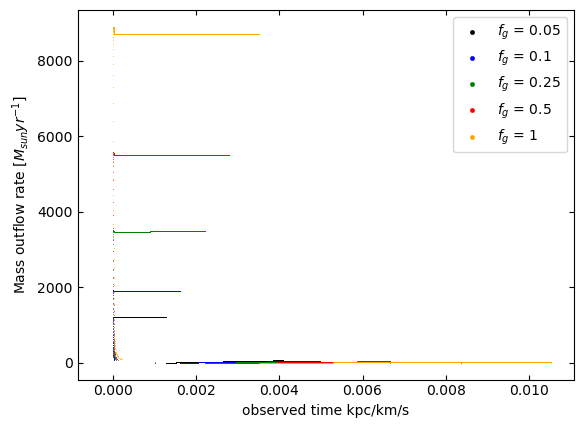 f_g = 0.05
f_g = 0.1
f_g = 0.25
f_g = 0.5
f_g = 1
8000
6000
4000
2000
0
Mass outflow rate [M_{sun}yr^{-1}]
0.000 0.002 0.004 0.006 0.008 0.010
observed time kpc/km/s